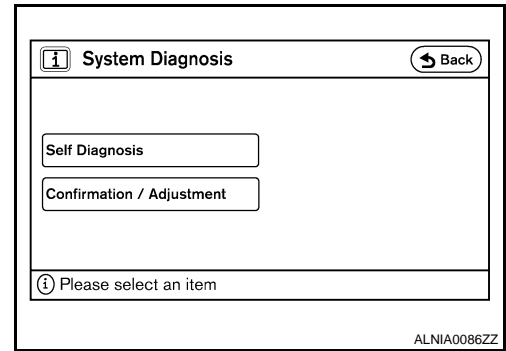 i System Diagnosis
Back
Self Diagnosis
Confirmation / Adjustment
i Please select an item
ALNIA0086ZZ